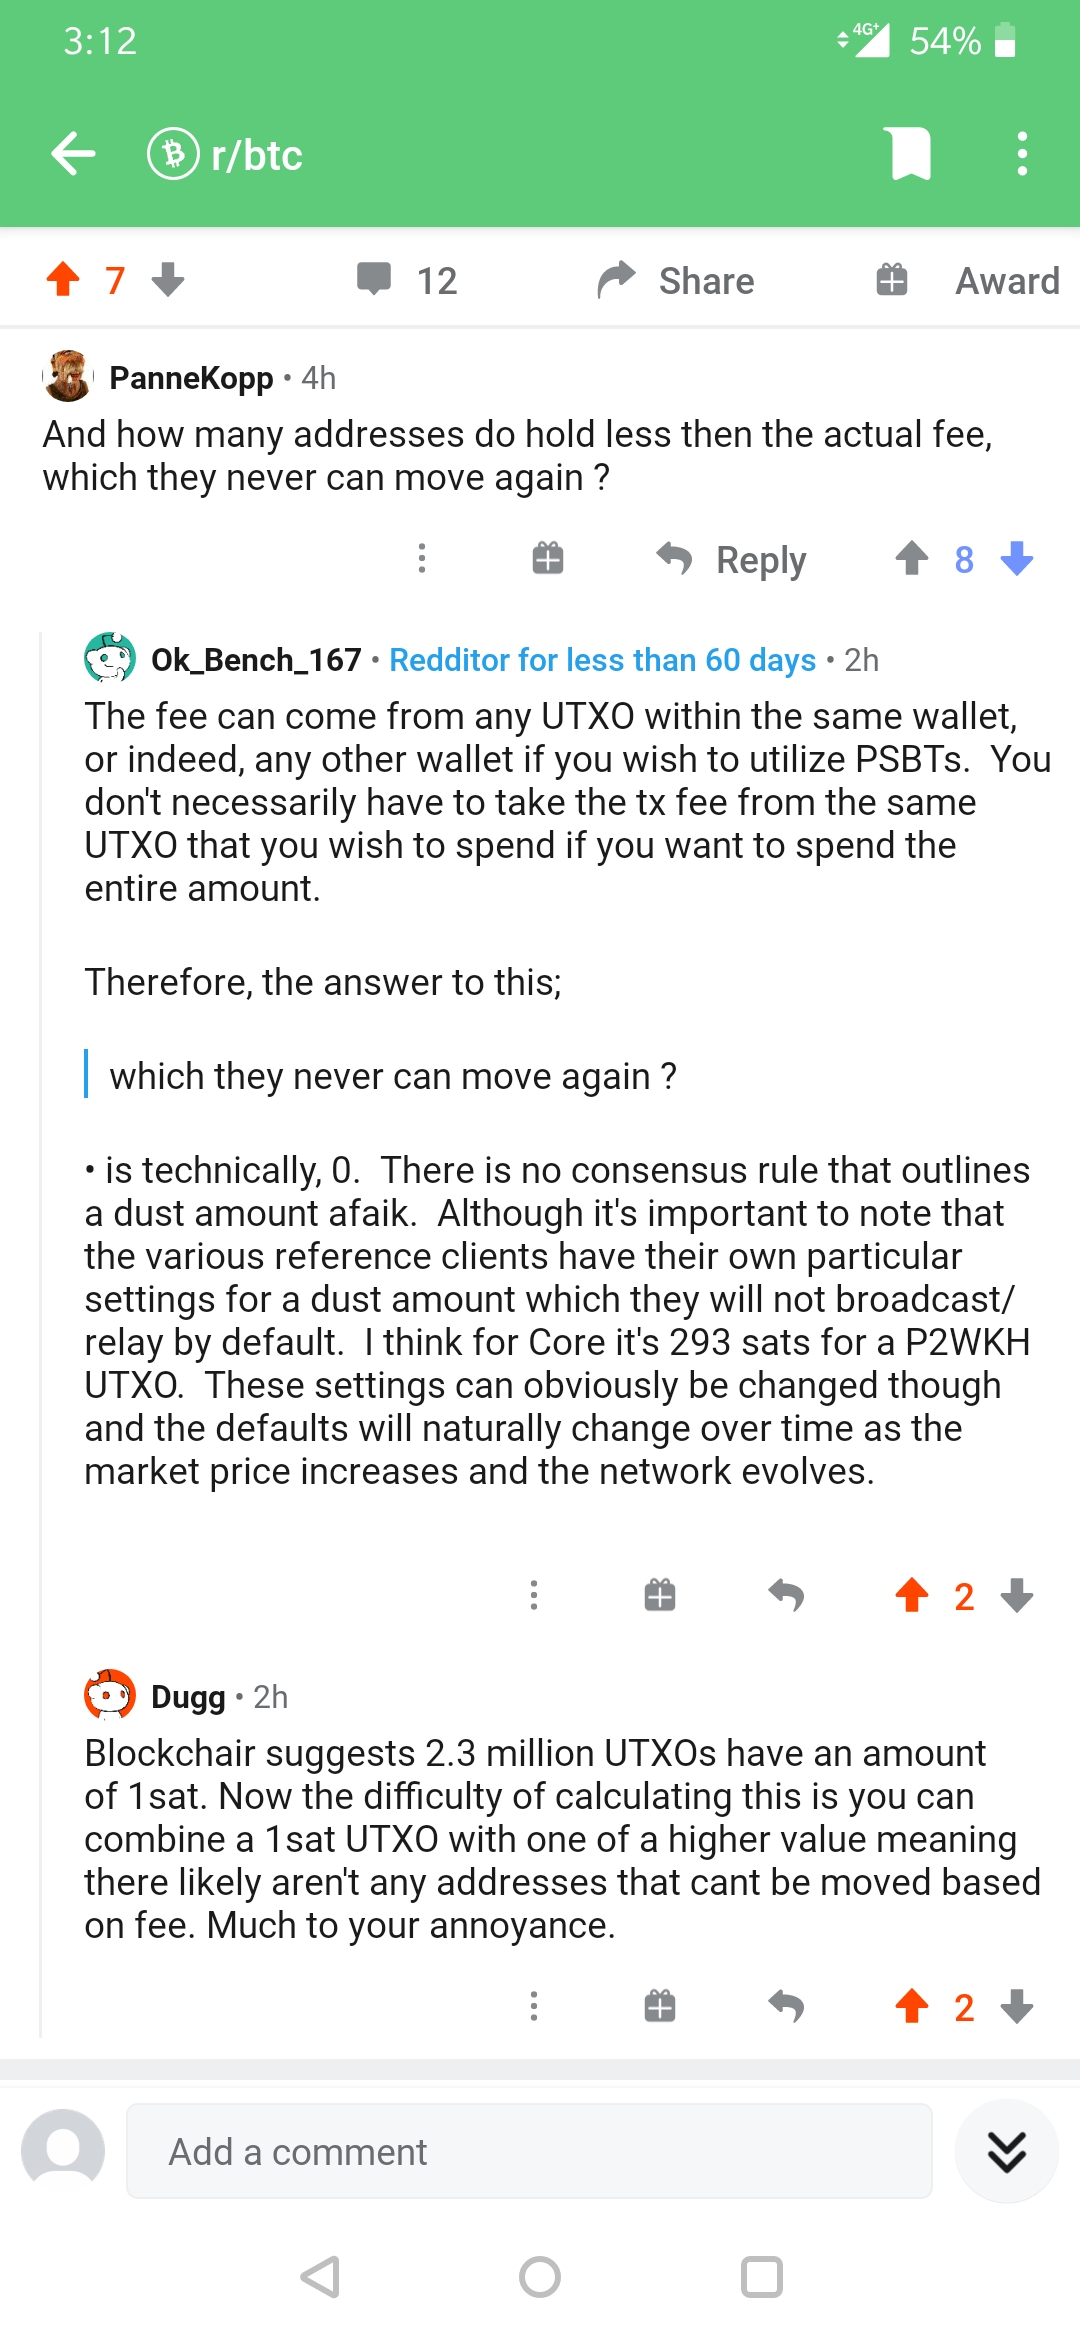 3:12
4G+ 54%
r/btc
7 12 Share Award
PanneKopp • 4h
And how many addresses do hold less then the actual fee,
which they never can move again ?
Reply 8
Ok_Bench_167 • Redditor for less than 60 days • 2h
The fee can come from any UTXO within the same wallet,
or indeed, any other wallet if you wish to utilize PSBTs.  You
don't necessarily have to take the tx fee from the same
UTXO that you wish to spend if you want to spend the
entire amount.
Therefore, the answer to this;
which they never can move again ?
• is technically, 0.  There is no consensus rule that outlines
a dust amount afaik.  Although it's important to note that
the various reference clients have their own particular
settings for a dust amount which they will not broadcast/
relay by default.  I think for Core it's 293 sats for a P2WKH
UTXO.  These settings can obviously be changed though
and the defaults will naturally change over time as the
market price increases and the network evolves.
2
Dugg • 2h
Blockchair suggests 2.3 million UTXOs have an amount
of 1sat. Now the difficulty of calculating this is you can
combine a 1sat UTXO with one of a higher value meaning
there likely aren't any addresses that cant be moved based
on fee. Much to your annoyance.
2
Add a comment